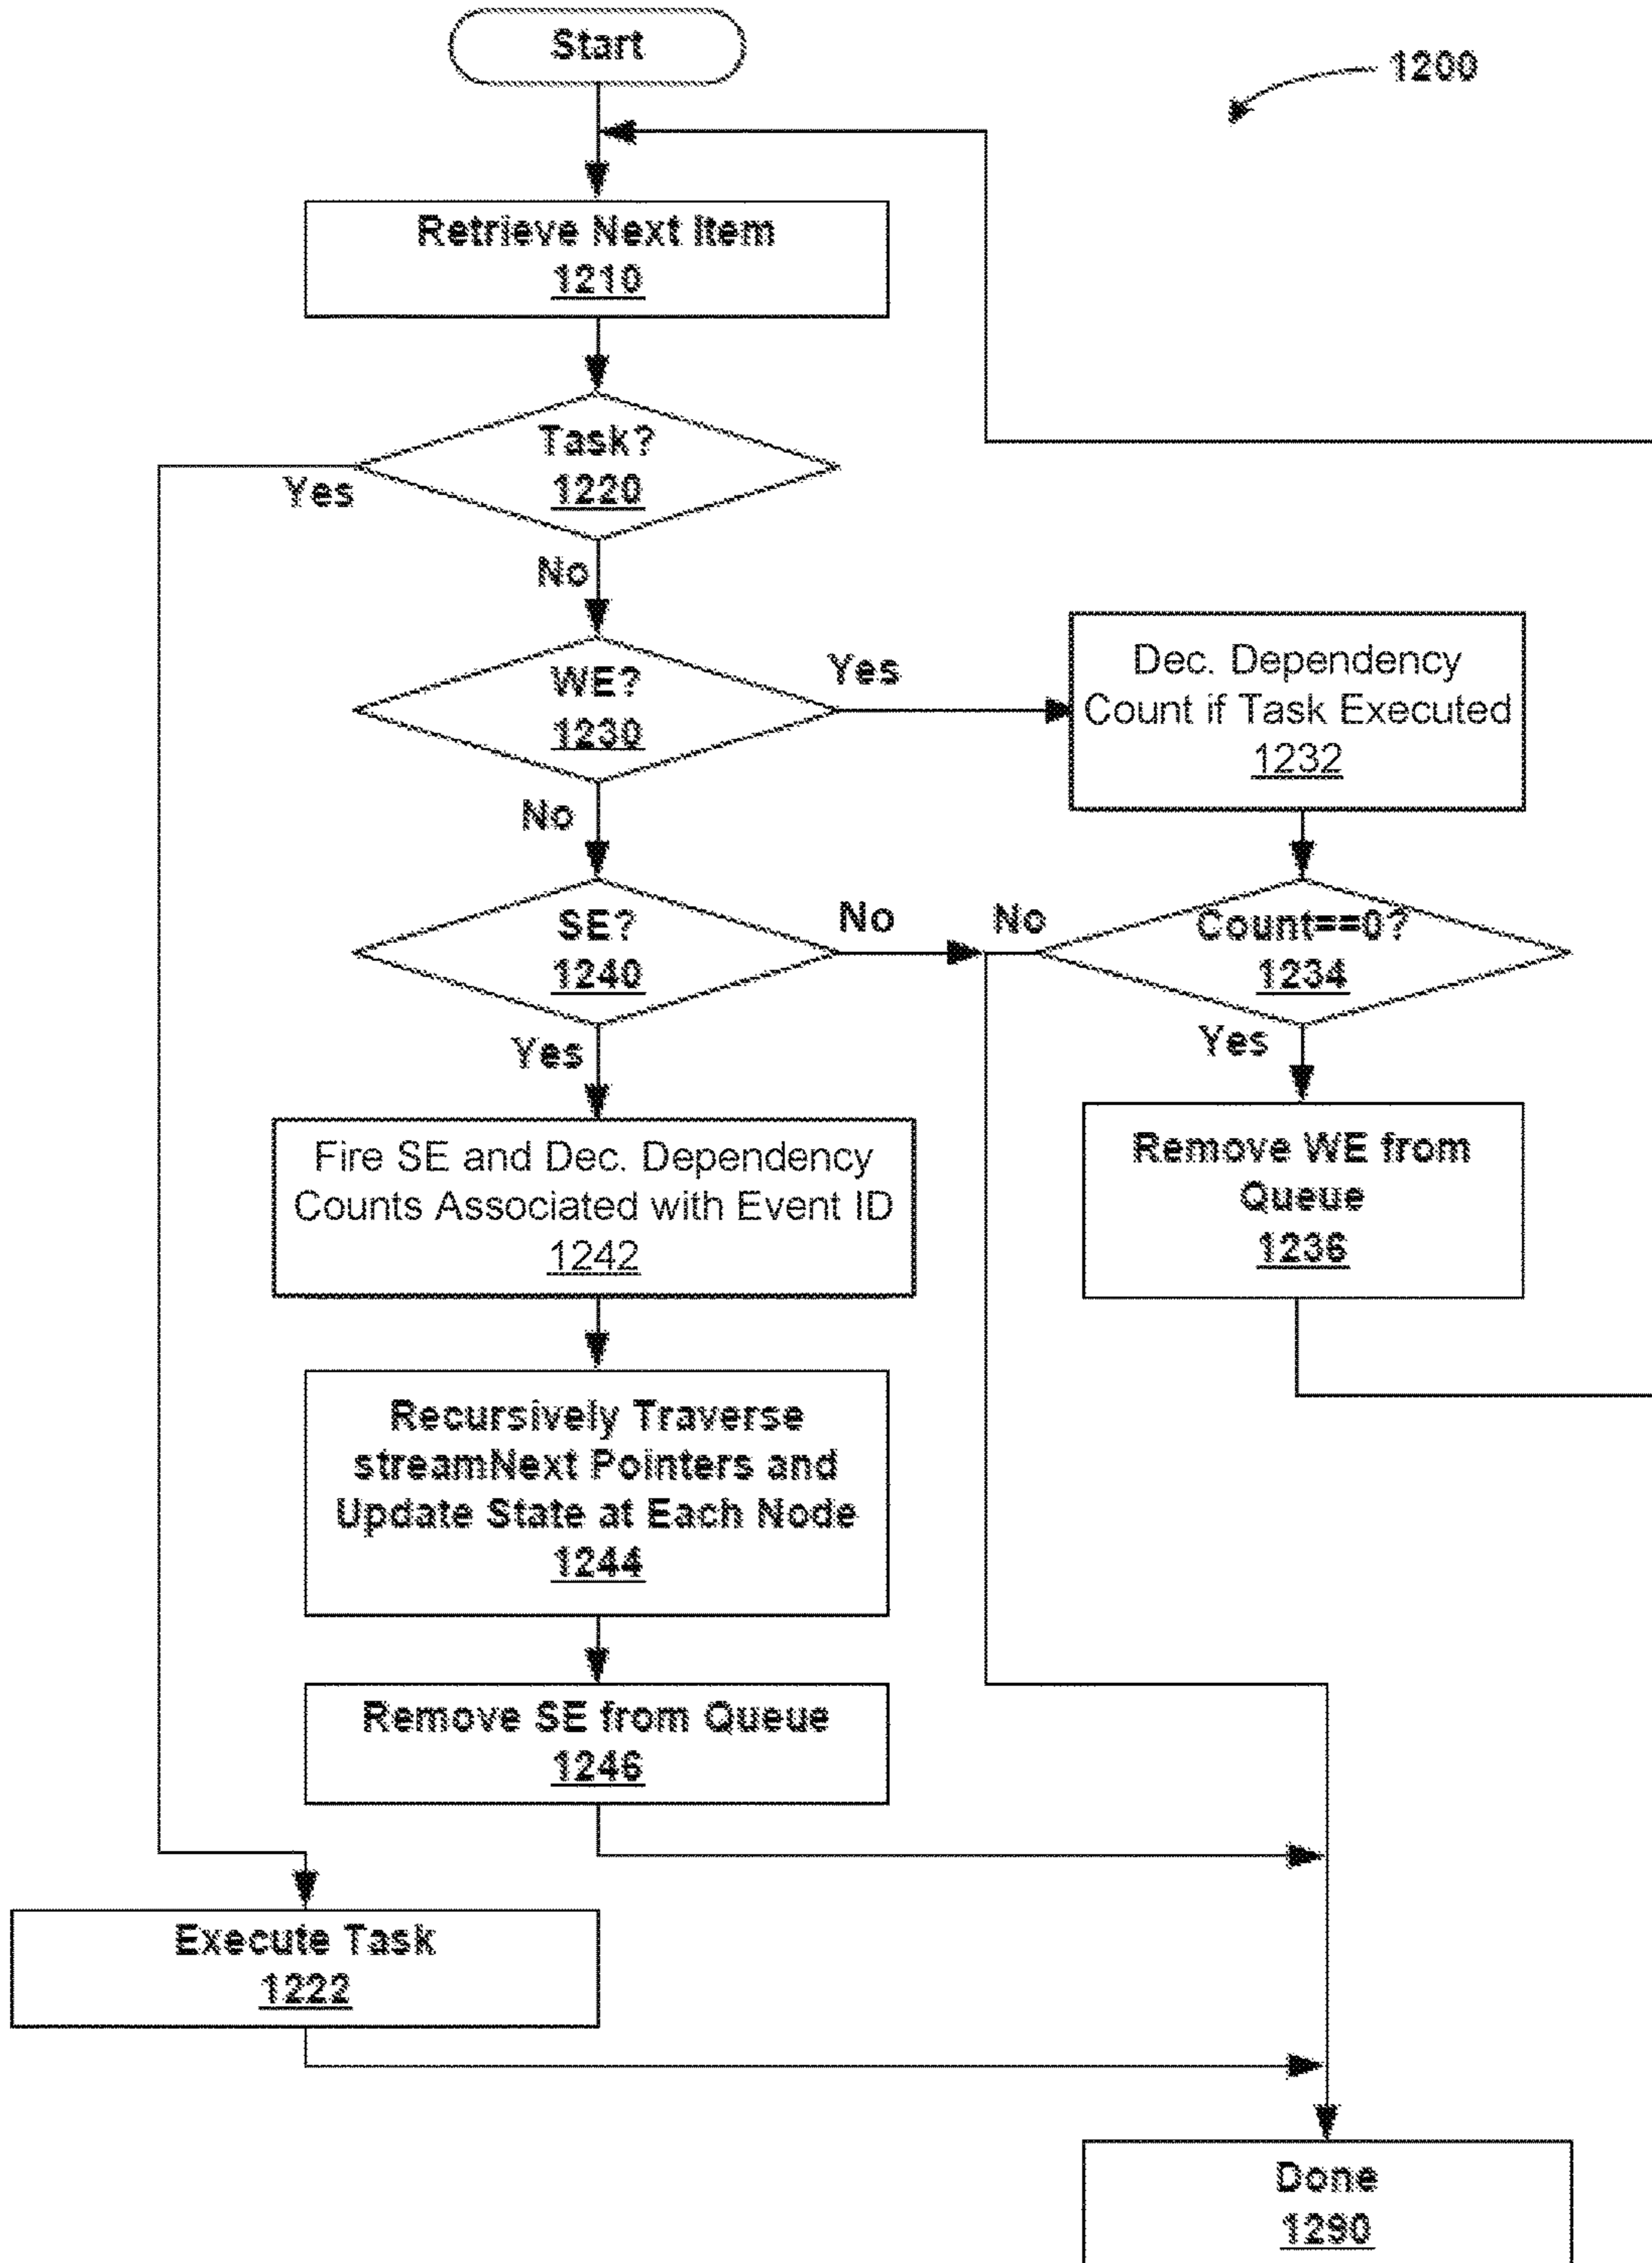 Start
1200
Retrieve Next Item
1210
Task?
1220
Yes
No
WE?
1230
Yes
Dec. Dependency
Count if Task Executed
1232
No
SE?
1240
No
No
Count==0?
1234
Yes
Yes
Fire SE and Dec. Dependency
Counts Associated with Event ID
1242
Remove WE from
Queue
1236
Recursively Traverse
streamNext Pointers and
Update State at Each Node
1244
Remove SE from Queue
1246
Execute Task
1222
Done
1290